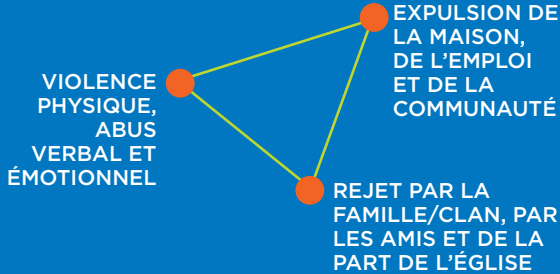 EXPULSION DE
LA MAISON,
DE L'EMPLOI
ET DE LA
COMMUNAUTÉ
VIOLENCE
PHYSIQUE,
ABUS
VERBAL ET
ÉMOTIONNEL
REJET PAR LA
FAMILLE/CLAN, PAR
LES AMIS ET DE LA
PART DE L'ÉGLISE